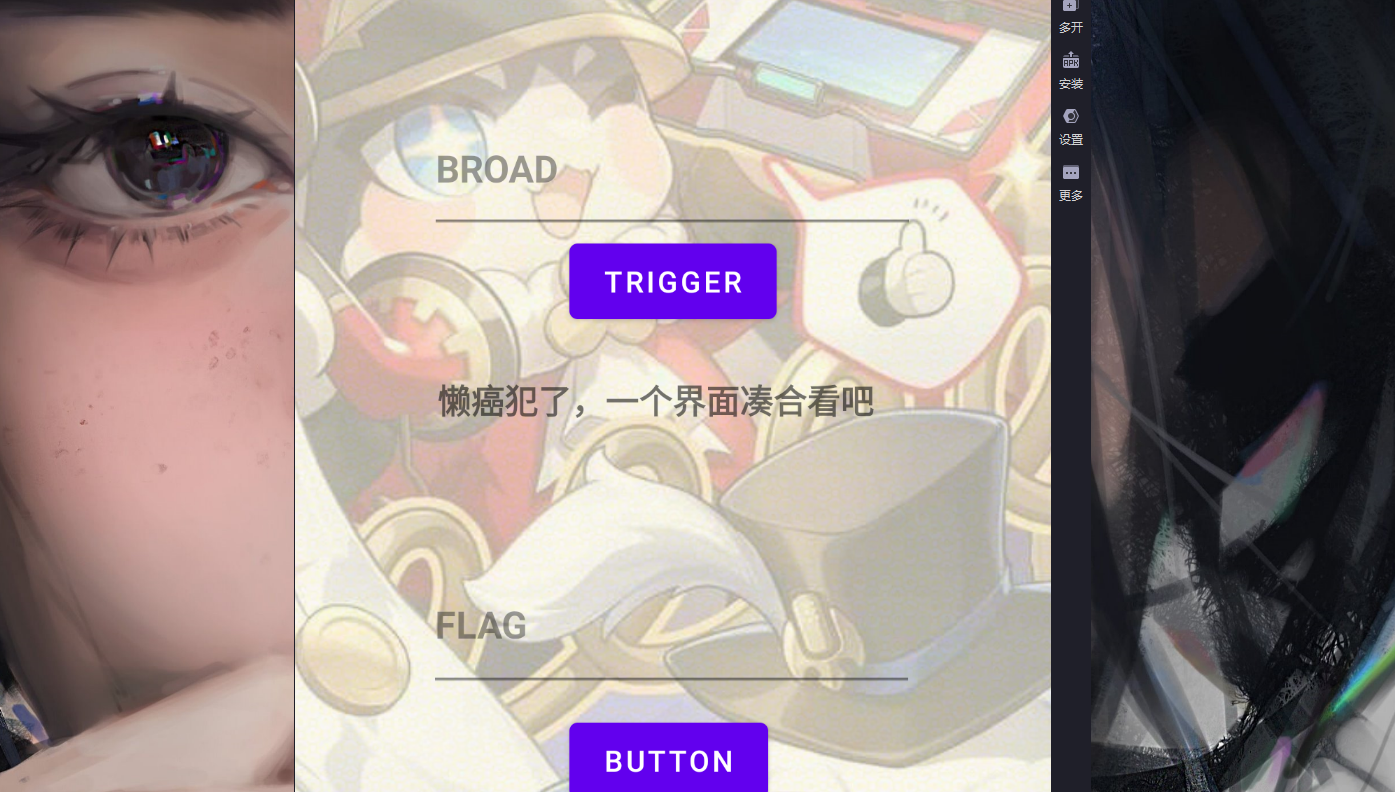 BROAD
TRIGGER
懒癌犯了，一个界面凑合看吧
FLAG
BUTTON
多开
APK
安装
设置
更多